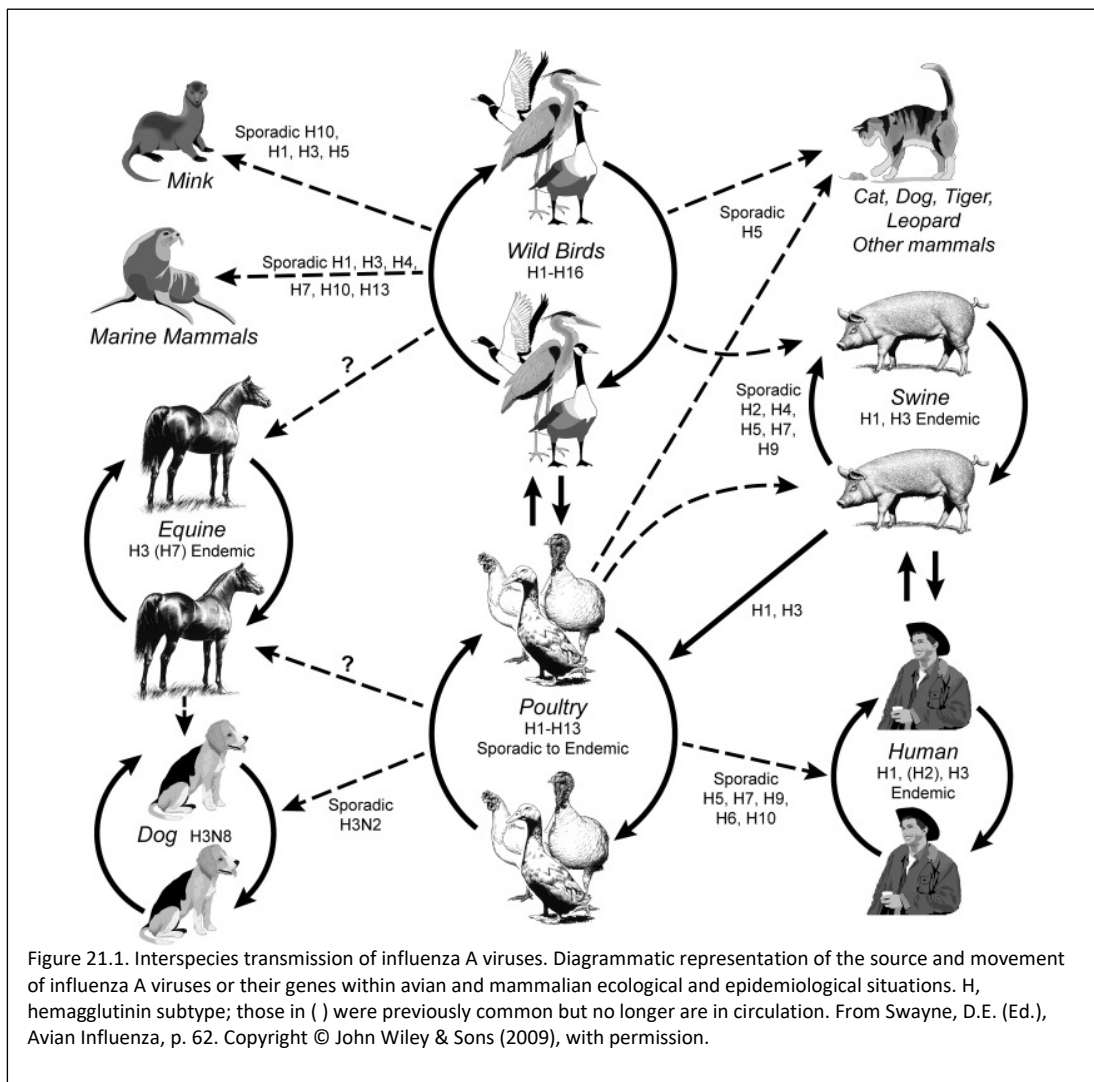 Sporadic H10,
H1, H3, H5
Mink
Wild Birds
H1-H16
Sporadic
H5
Cat, Dog, Tiger,
Leopard
Other mammals
Sporadic H1, H3, H4,
H7, H10, H13
Marine Mammals
?
Sporadic
H2, H4,
H5, H7,
H9
Swine
H1, H3 Endemic
Equine
H3 (H7) Endemic
H1, H3
?
Poultry
H1-H13
Sporadic to Endemic
Human
H1, (H2), H3
Endemic
Sporadic
H5, H7, H9,
H6, H10
Sporadic
H3N2
Dog H3N8
Figure 21.1. Interspecies transmission of influenza A viruses. Diagrammatic representation of the source and movement
of influenza A viruses or their genes within avian and mammalian ecological and epidemiological situations. H,
hemagglutinin subtype; those in ( ) were previously common but no longer are in circulation. From Swayne, D.E. (Ed.),
Avian Influenza, p. 62. Copyright © John Wiley & Sons (2009), with permission.